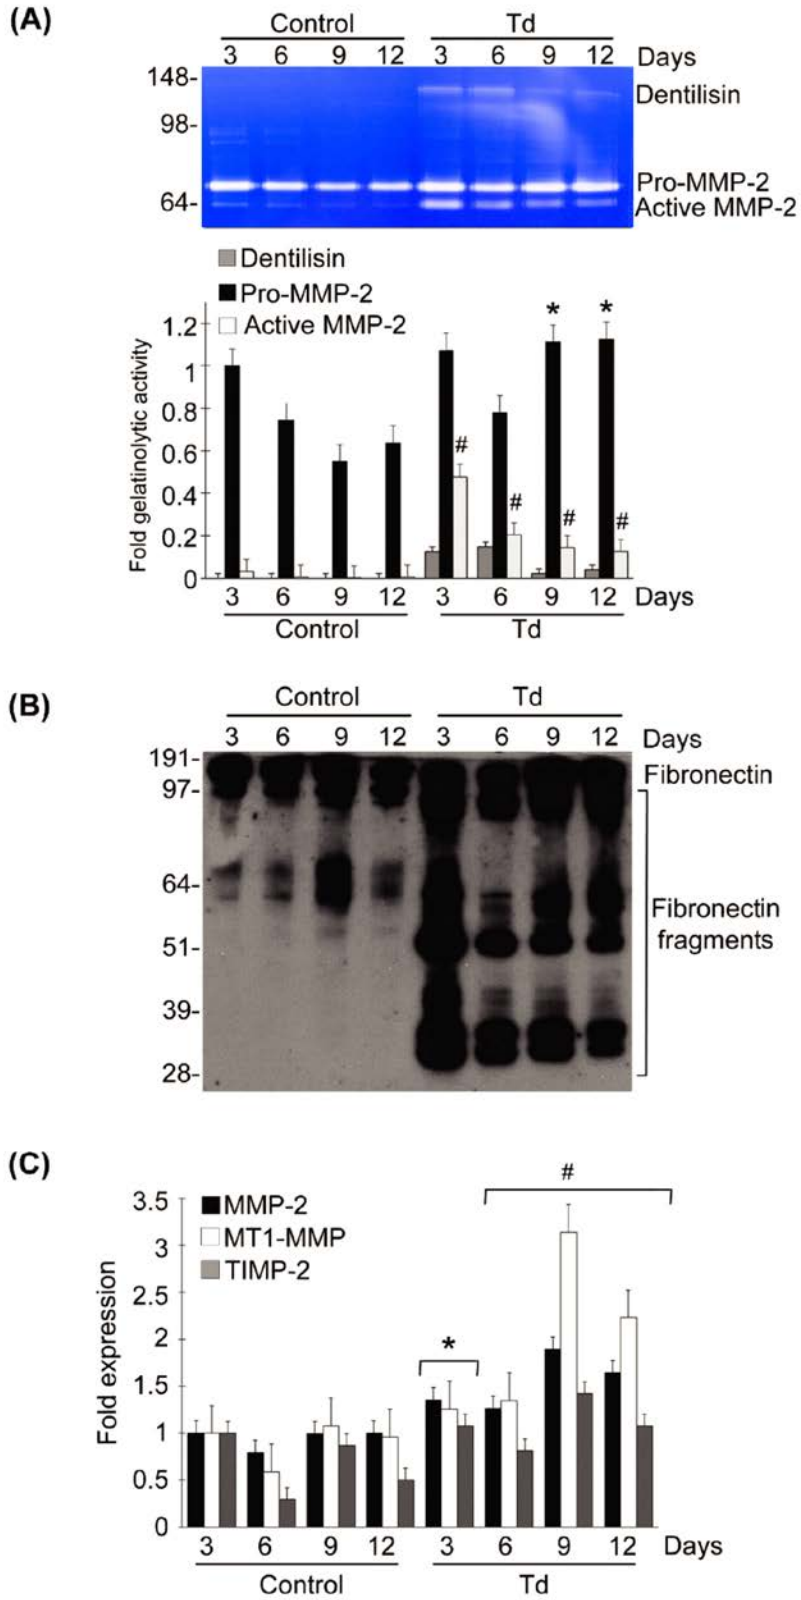 (A)
Control Td
3 6 9 12 3 6 9 12 Days
148-
Dentilisin
98-
Pro-MMP-2
64-
Active MMP-2
Dentilisin
Pro-MMP-2
Active MMP-2
Fold gelatinolytic activity
1.2
1
0.8
0.6
0.4
0.2
0
* *
# # # #
3 6 9 12 3 6 9 12 Days
Control Td
(B)
Control Td
3 6 9 12 3 6 9 12 Days
191-
Fibronectin
97-
64-
Fibronectin
fragments
51-
39-
28-
(C)
#
MMP-2
MT1-MMP
TIMP-2
Fold expression
3.5
3
2.5
2
1.5
1
0.5
0
*
3 6 9 12 3 6 9 12 Days
Control Td